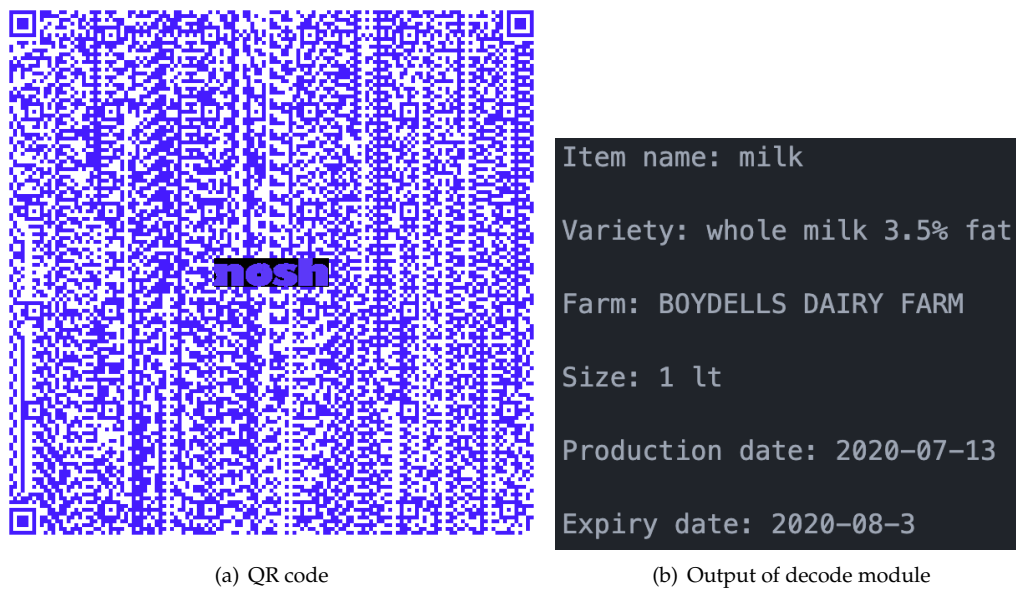 nosh
Item name: milk
Variety: whole milk 3.5% fat
Farm: BOYDELLS DAIRY FARM
Size: 1 lt
Production date: 2020-07-13
Expiry date: 2020-08-3
(a) QR code
(b) Output of decode module